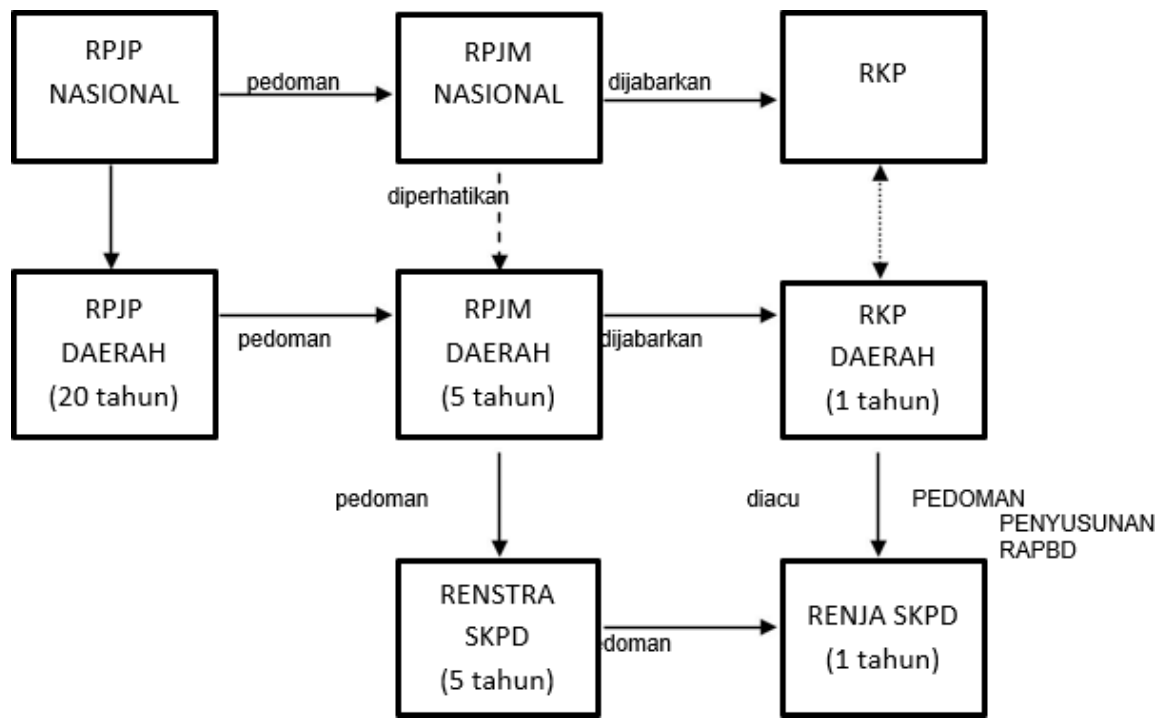 RPJP
NASIONAL
pedoman
RPJM
NASIONAL
dijabarkan
RKP
diperhatikan
RPJP
DAERAH
(20 tahun)
pedoman
RPJM
DAERAH
(5 tahun)
dijabarkan
RKP
DAERAH
(1 tahun)
pedoman
diacu
PEDOMAN
PENYUSUNAN
RAPBD
RENSTRA
SKPD
(5 tahun)
edoman
RENJA SKPD
(1 tahun)